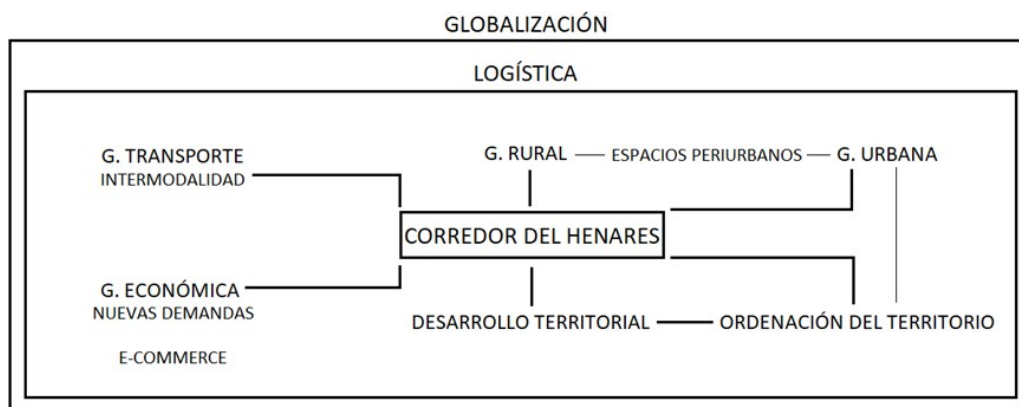 GLOBALIZACIÓN
LOGÍSTICA
G. TRANSPORTE
INTERMODALIDAD
G. RURAL
ESPACIOS PERIURBANOS
G. URBANA
CORREDOR DEL HENARES
G. ECONÓMICA
NUEVAS DEMANDAS
E-COMMERCE
DESARROLLO TERRITORIAL
ORDENACIÓN DEL TERRITORIO